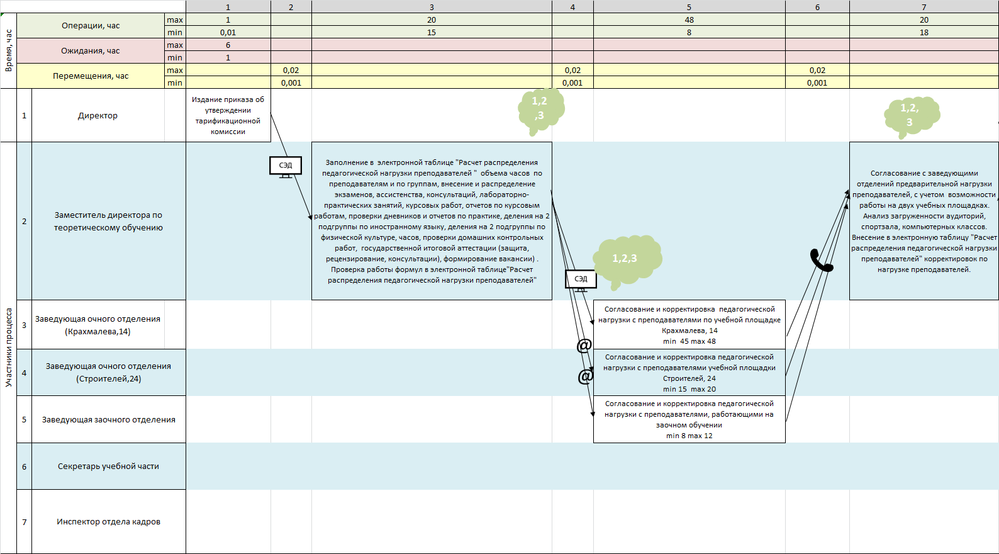 1 2 3 4 5 6 7
Время, час
Операции, час
max 1 20 48 20
min 0,01 15 8 18
Ожидания, час
max 6
min 1
Перемещения, час
max 0,02 0,02 0,02
min 0,001 0,001 0,001
Участники процесса
1
Директор
Издание приказа об
утверждении
тарификационной
комиссии
1,2
,3
1,2,
3
2
Заместитель директора по
теоретическому обучению
СЭД
Заполнение в электронной таблице "Расчет распределения
педагогической нагрузки преподавателей " объема часов по
преподавателям и по группам, внесение и распределение
экзаменов, ассистенства, консультаций, лабораторно-
практических занятий, курсовых работ, отчетов по курсовым
работам, проверки дневников и отчетов по практике, деления на 2
подгруппы по иностранному языку, деления на 2 подгруппы по
физической культуре, часов, проверки домашних контрольных
работ, государственной итоговой аттестации (защита,
рецензирование, консультации), формирование вакансии) .
Проверка работы формул в электронной таблице"Расчет
распределения педагогической нагрузки преподавателей"
СЭД
1,2,3
Согласование с заведующими
отделений предварительной нагрузки
преподавателей, с учетом возможности
работы на двух учебных площадках.
Анализ загруженности аудиторий,
спортзала, компьютерных классов.
Внесение в электронную таблицу "Расчет
распределения педагогической нагрузки
преподавателей" корректировок по
нагрузке преподавателей.
3
Заведующая очного отделения
(Крахмалева,14)
Согласование и корректировка педагогической
нагрузки с преподавателями по учебной площадке
Крахмалева, 14
min 45 max 48
@
4
Заведующая очного отделения
(Строителей,24)
@
Согласование и корректировка педагогической
нагрузки с преподавателями учебной площадки
Строителей, 24
min 15 max 20
5
Заведующая заочного отделения
Согласование и корректировка педагогической
нагрузки с преподавателями, работающими на
заочном обучении
min 8 max 12
6
Секретарь учебной части
7
Инспектор отдела кадров